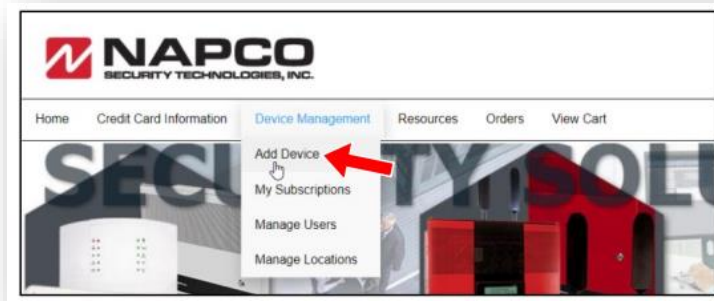 NAPCO
SECURITY TECHNOLOGIES, INC.
Home Credit Card Information Device Management Resources Orders View Cart
Add Device
My Subscriptions
Manage Users
Manage Locations